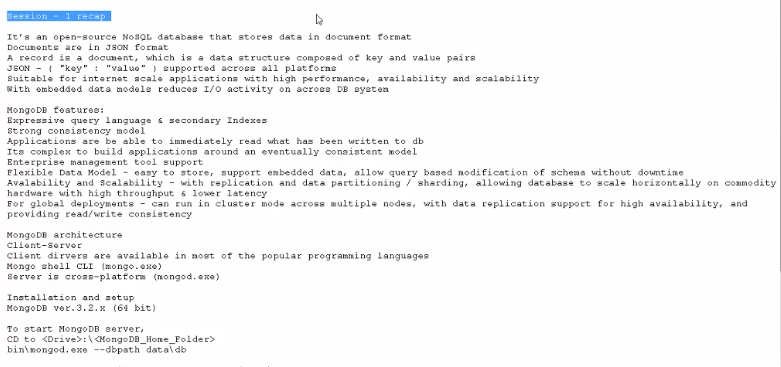 Session - 1 recap
It's an open-source NoSQL database that stores data in document format
Documents are in JSON format
A record is a document, which is a data structure composed of key and value pairs
JSON - { "key" : "value" } supported across all platforms
Suitable for internet scale applications with high performance, availability and scalability
With embedded data models reduces I/O activity on across DB system
MongoDB features:
Expressive query language & secondary Indexes
Strong consistency model
Applications are be able to immediately read what has been written to db
Its complex to build applications around an eventually consistent model
Enterprise management tool support
Flexible Data Model - easy to store, support embedded data, allow query based modification of schema without downtime
Avalability and Scalability - with replication and data partitioning / sharding, allowing database to scale horizontally on commodity
hardware with high throughput & lower latency
For global deployments - can run in cluster mode across multiple nodes, with data replication support for high availability, and
providing read/write consistency
MongoDB architecture
Client-Server
Client dirvers are available in most of the popular programming languages
Mongo shell CLI (mongo.exe)
Server is cross-platform (mongod.exe)
Installation and setup
MongoDB ver.3.2.x (64 bit)
To start MongoDB server,
CD to <Drive>:\<MongoDB_Home_Folder>
bin\mongod.exe --dbpath data\db